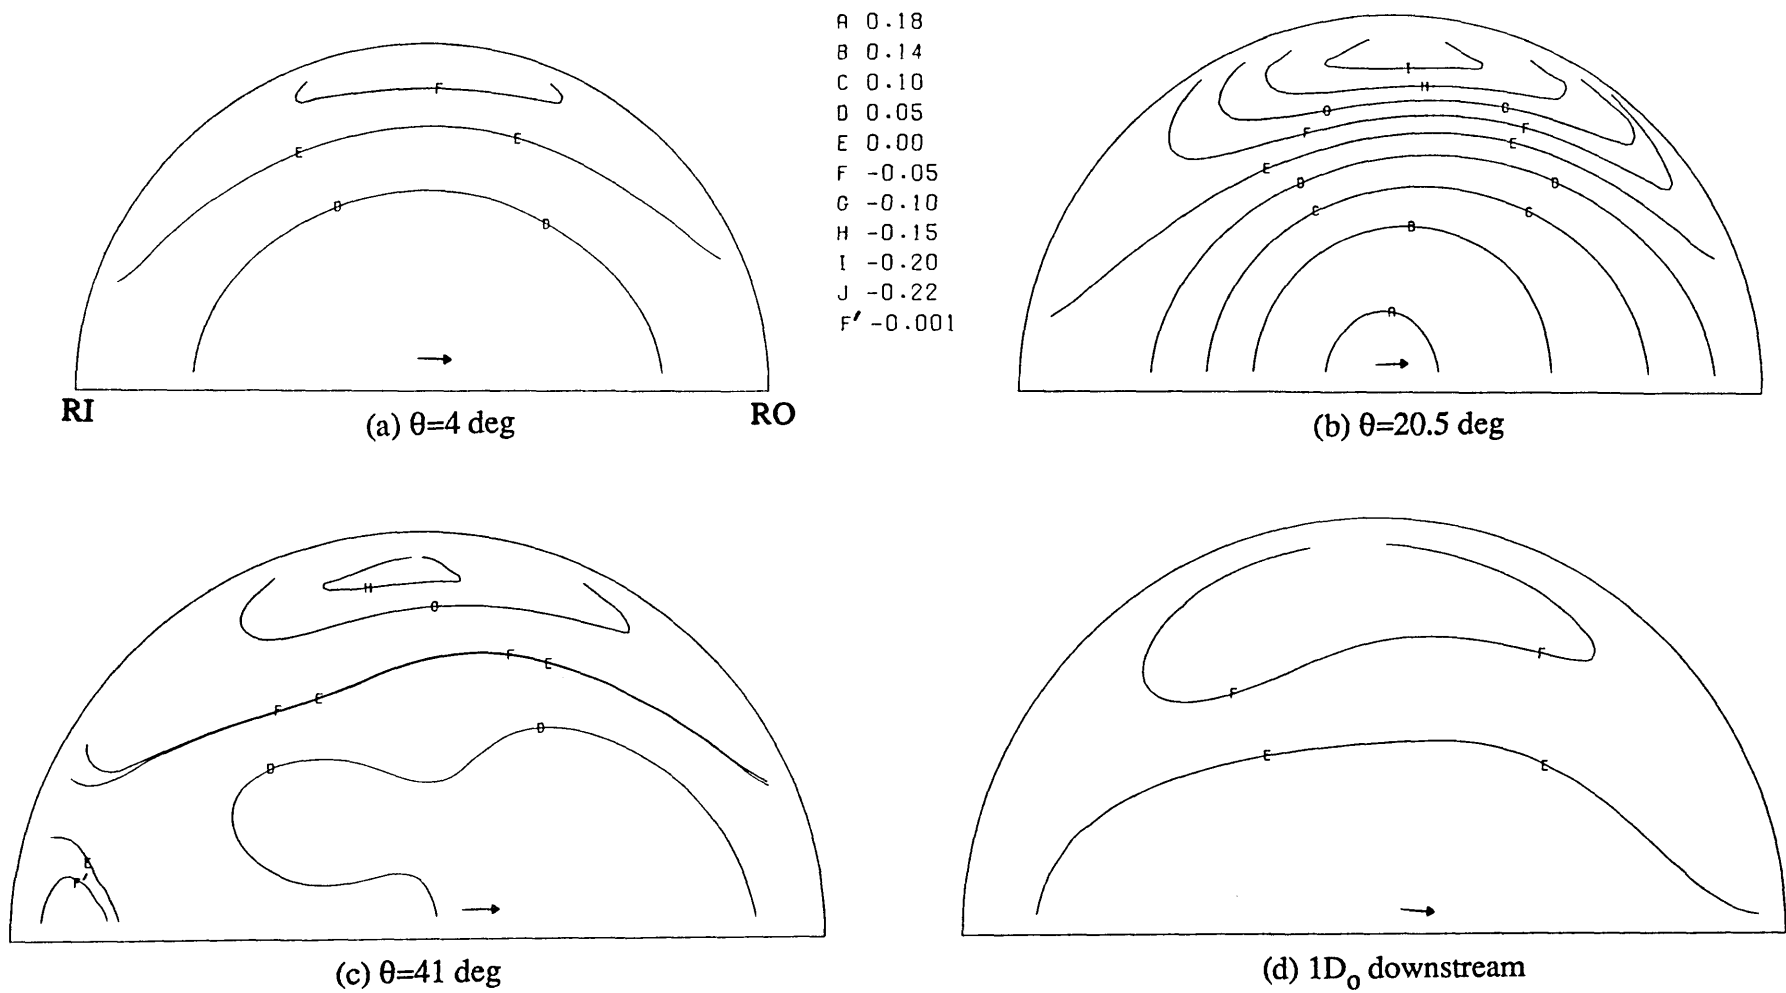 A 0.18
B 0.14
C 0.10
D 0.05
E 0.00
F -0.05
G -0.10
H -0.15
I -0.20
J -0.22
F' -0.001
F
E
E
D
D
RI
RO
(a) θ=4 deg
I
H
G
G
F
F
E
E
D
D
C
C
B
A
(b) θ=20.5 deg
H
G
F
E
F
E
D
D
E
F'
(c) θ=41 deg
F
F
E
E
(d) 1D₀ downstream